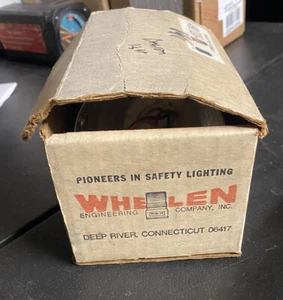 PIONEERS IN SAFETY LIGHTING
WHELEN
ENGINEERING COMPANY, INC.
DEEP RIVER, CONNECTICUT 06417